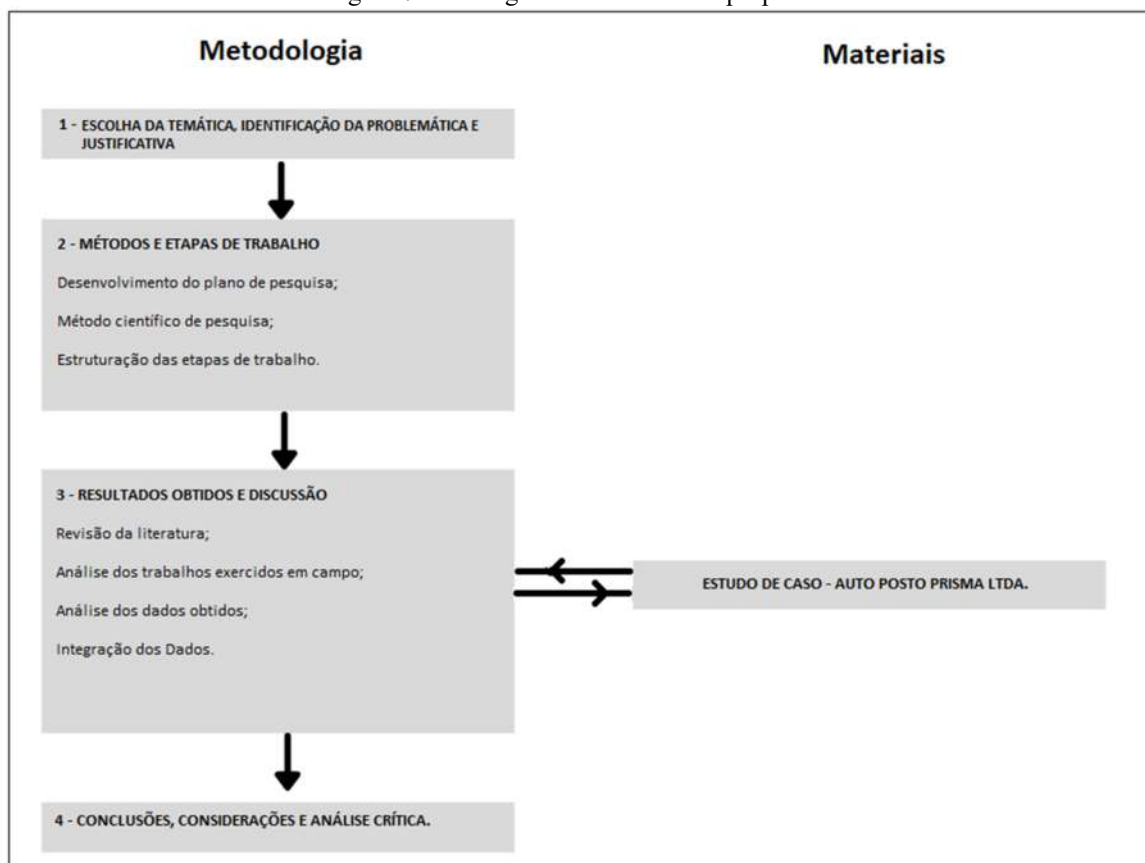 Metodologia
Materiais
1 - ESCOLHA DA TEMÁTICA, IDENTIFICAÇÃO DA PROBLEMÁTICA E
JUSTIFICATIVA
2 - MÉTODOS E ETAPAS DE TRABALHO
Desenvolvimento do plano de pesquisa;
Método científico de pesquisa;
Estruturação das etapas de trabalho.
3 - RESULTADOS OBTIDOS E DISCUSSÃO
Revisão da literatura;
Análise dos trabalhos exercidos em campo;
Análise dos dados obtidos;
Integração dos Dados.
ESTUDO DE CASO - AUTO POSTO PRISMA LTDA.
4 - CONCLUSÕES, CONSIDERAÇÕES E ANÁLISE CRÍTICA.